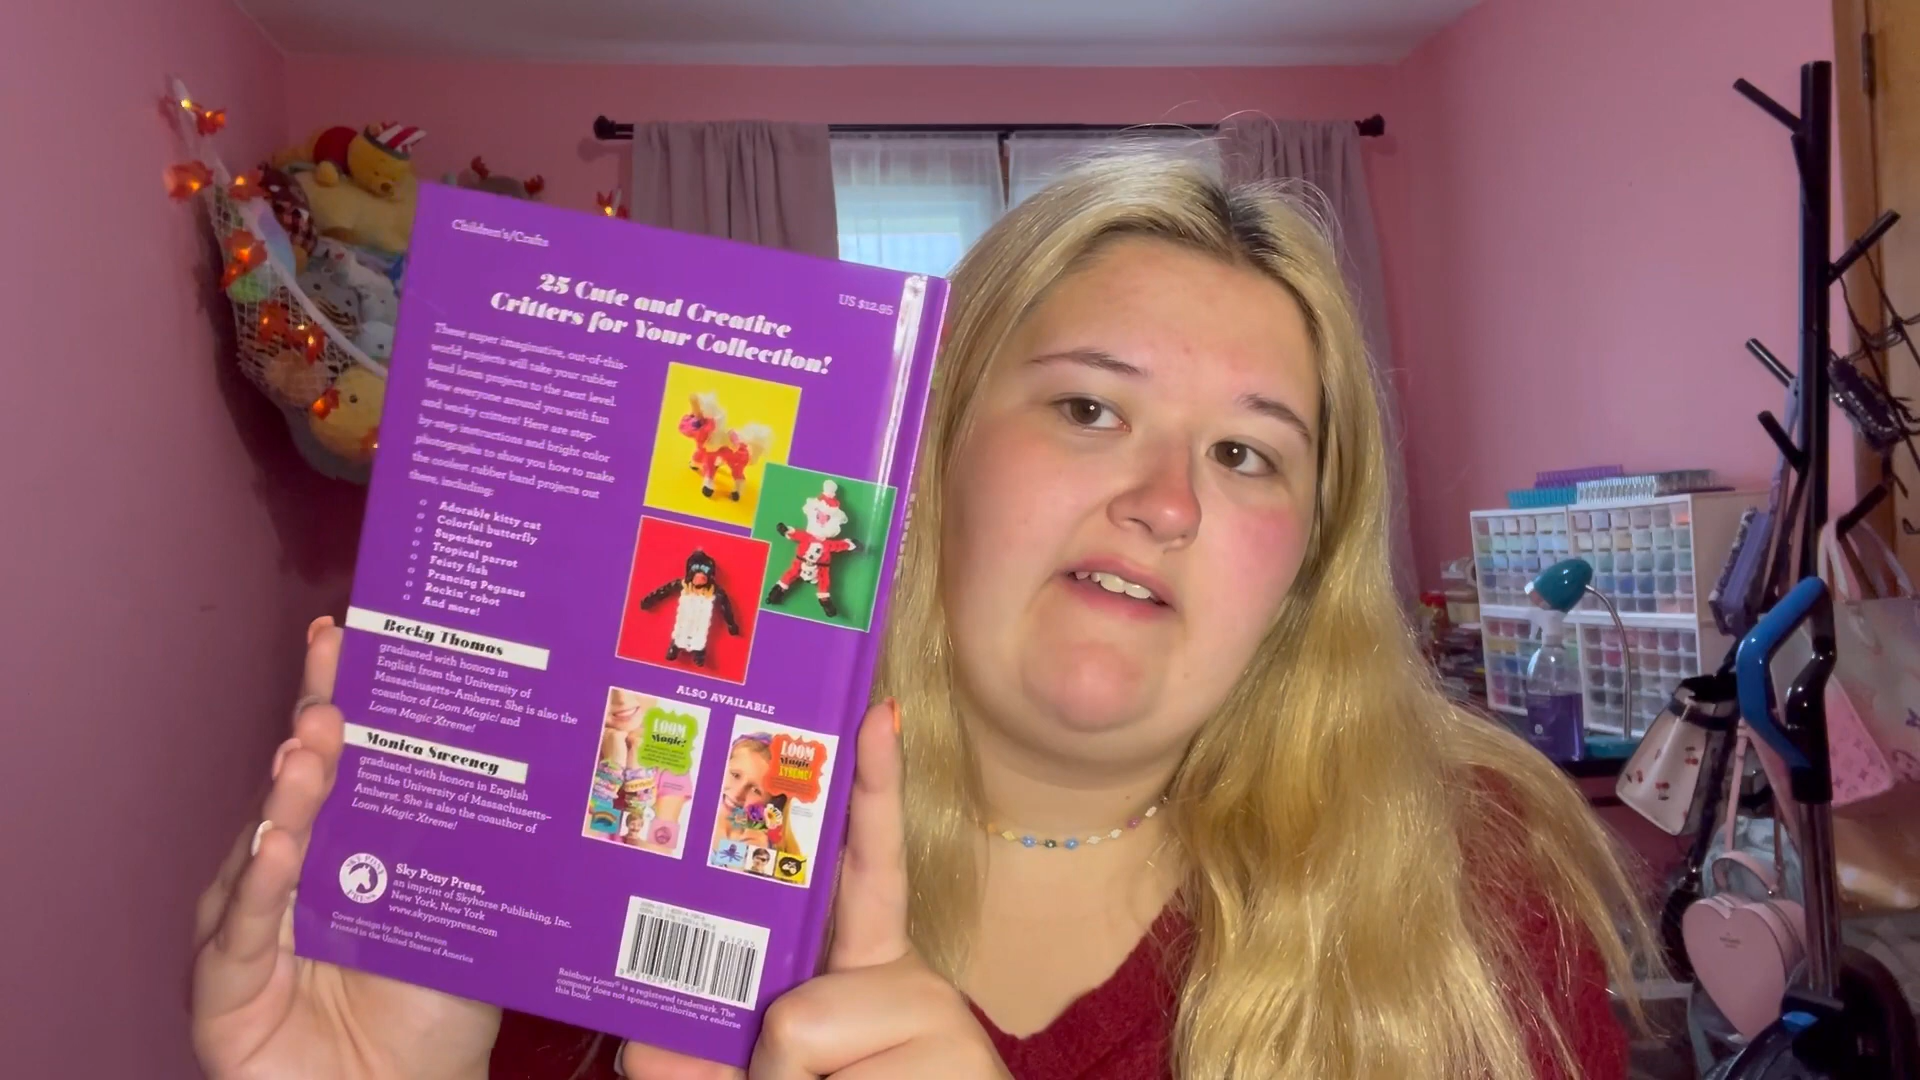 Children's/Crafts
US $12.95
25 Cute and Creative
Critters for Your Collection!
These super imaginative, out-of-this-
world projects will take your rubber
band loom projects to the next level.
Wow everyone around you with fun
and wacky critters! Here are step-
by-step instructions and bright color
photographs to show you how to make
the coolest rubber band projects out
there, including:
o Adorable kitty cat
o Colorful butterfly
o Superhero
o Tropical parrot
o Feisty fish
o Prancing Pegasus
o Rockin' robot
o And more!
Becky Thomas
graduated with honors in
English from the University of
Massachusetts–Amherst. She is also the
coauthor of Loom Magic! and
Loom Magic Xtreme!
Monica Sweeney
graduated with honors in English
from the University of Massachusetts–
Amherst. She is also the coauthor of
Loom Magic Xtreme!
ALSO AVAILABLE
LOOM
Magic!
LOOM
Magic
XTREME!
SKY PONY
PRESS
Sky Pony Press,
an imprint of Skyhorse Publishing, Inc.
New York, New York
www.skyponypress.com
Cover design by Brian Peterson
Printed in the United States of America
51295
Rainbow Loom® is a registered trademark. The
company does not sponsor, authorize, or endorse
this book.